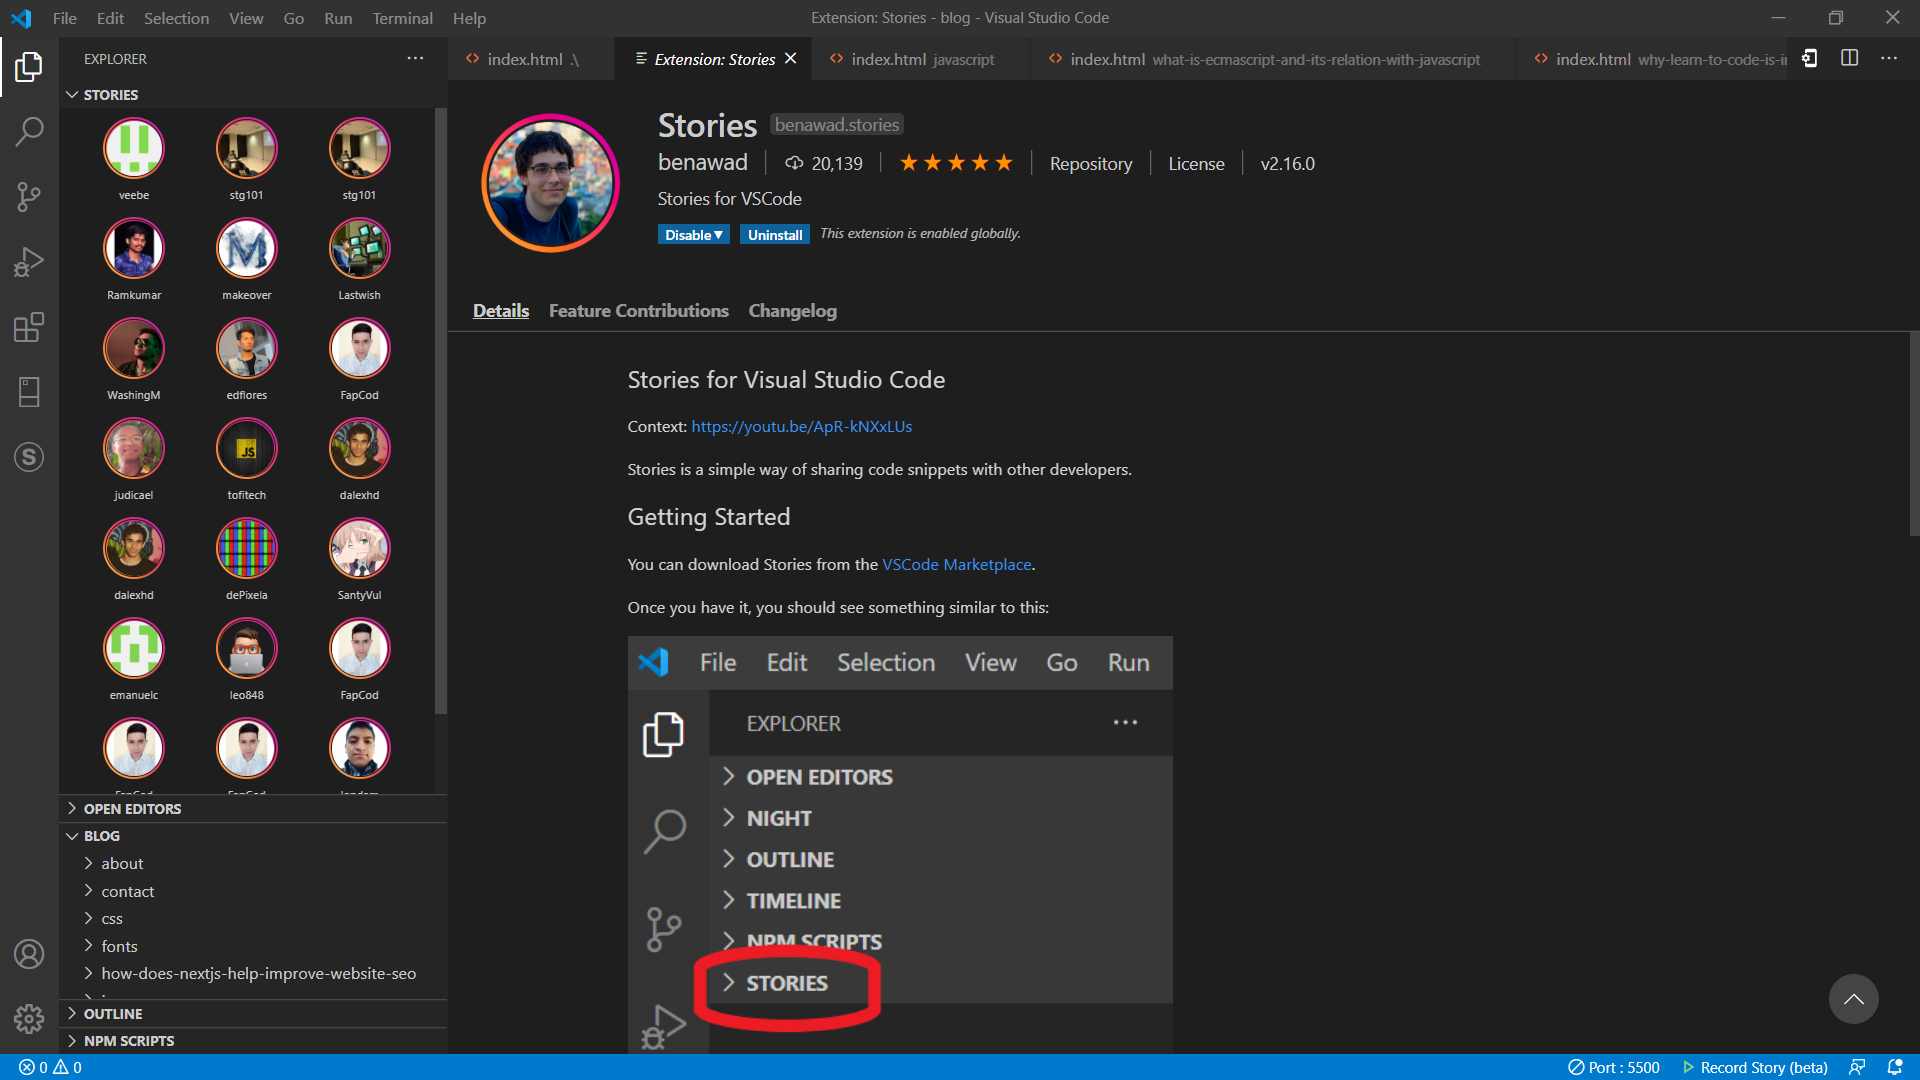 File Edit Selection View Go Run Terminal Help
Extension: Stories - blog - Visual Studio Code
EXPLORER
index.html .\
Extension: Stories
index.html javascript
index.html what-is-ecmascript-and-its-relation-with-javascript
index.html why-learn-to-code-is-i
STORIES
veebe stg101 stg101
Ramkumar makeover Lastwish
WashingM edflores FapCod
judicael tofitech dalexhd
JS
dalexhd dePixela SantyVul
emanuelc leo848 FapCod
OPEN EDITORS
BLOG
about
contact
css
fonts
how-does-nextjs-help-improve-website-seo
OUTLINE
NPM SCRIPTS
Stories benawad.stories
benawad 20,139 Repository License v2.16.0
Stories for VSCode
Disable Uninstall This extension is enabled globally.
Details Feature Contributions Changelog
Stories for Visual Studio Code
Context: https://youtu.be/ApR-kNXxLUs
Stories is a simple way of sharing code snippets with other developers.
Getting Started
You can download Stories from the VSCode Marketplace.
Once you have it, you should see something similar to this:
File Edit Selection View Go Run
EXPLORER
OPEN EDITORS
NIGHT
OUTLINE
TIMELINE
NPM SCRIPTS
STORIES
0 0
Port : 5500 Record Story (beta)